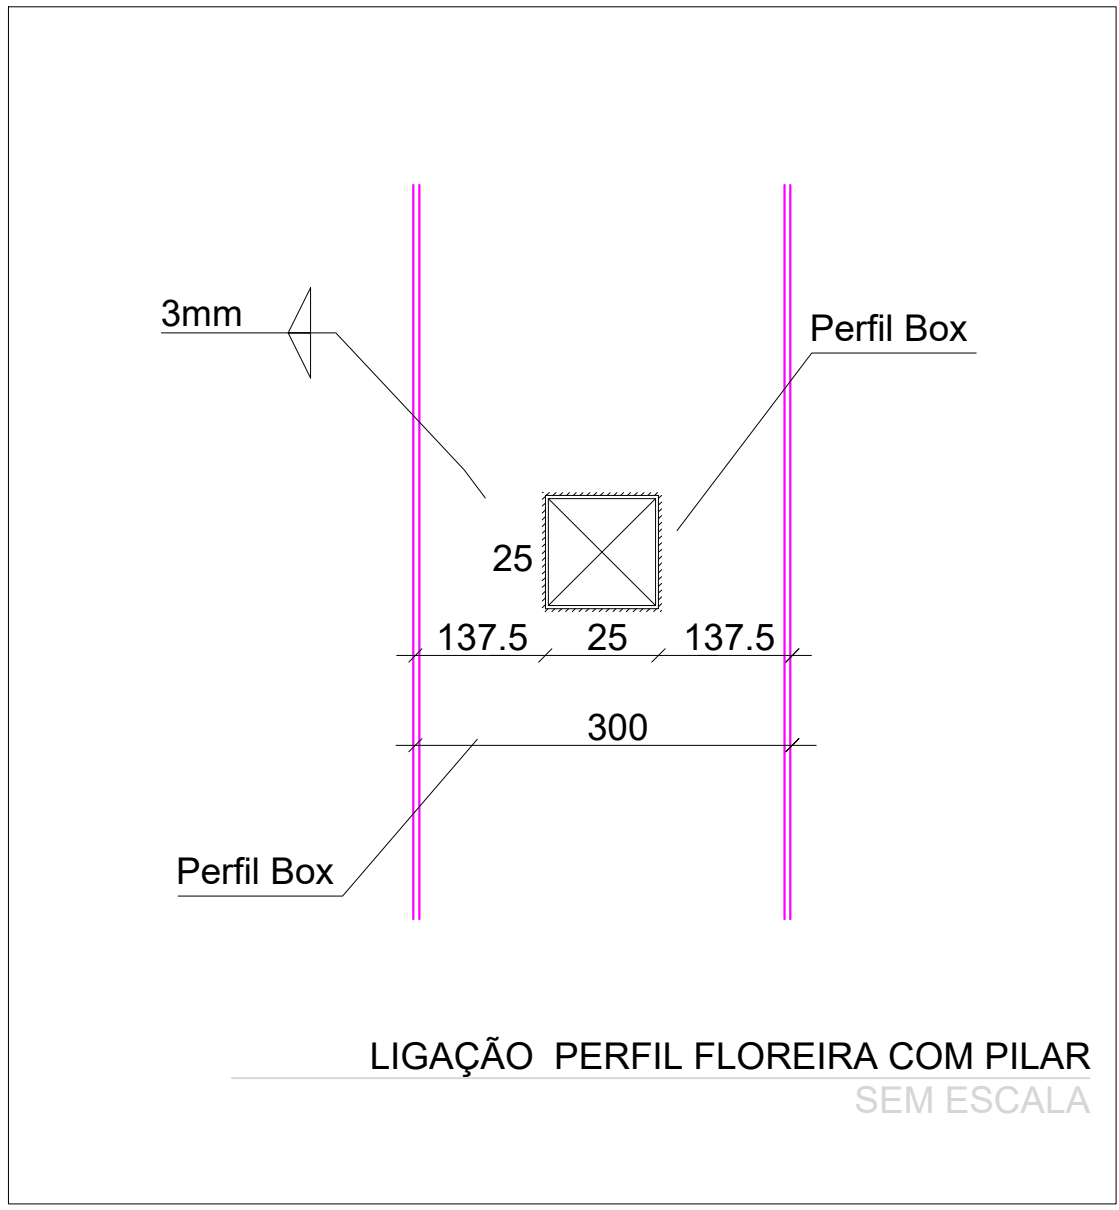 3mm
Perfil Box
25
137.5 25 137.5
300
Perfil Box
LIGAÇÃO PERFIL FLOREIRA COM PILAR
SEM ESCALA